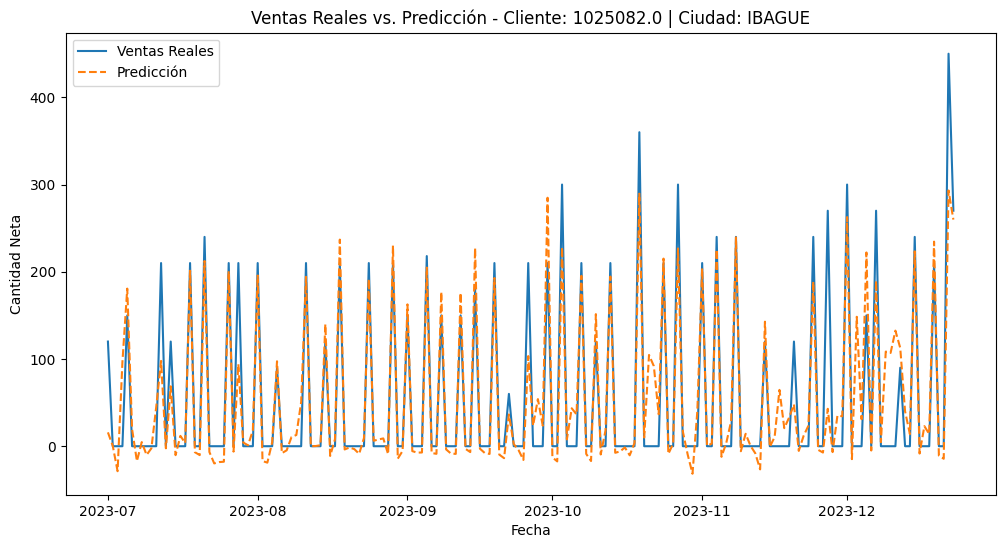 Ventas Reales vs. Predicción - Cliente: 1025082.0 | Ciudad: IBAGUE
Ventas Reales
Predicción
Cantidad Neta
400
300
200
100
0
2023-07
2023-08
2023-09
2023-10
2023-11
2023-12
Fecha